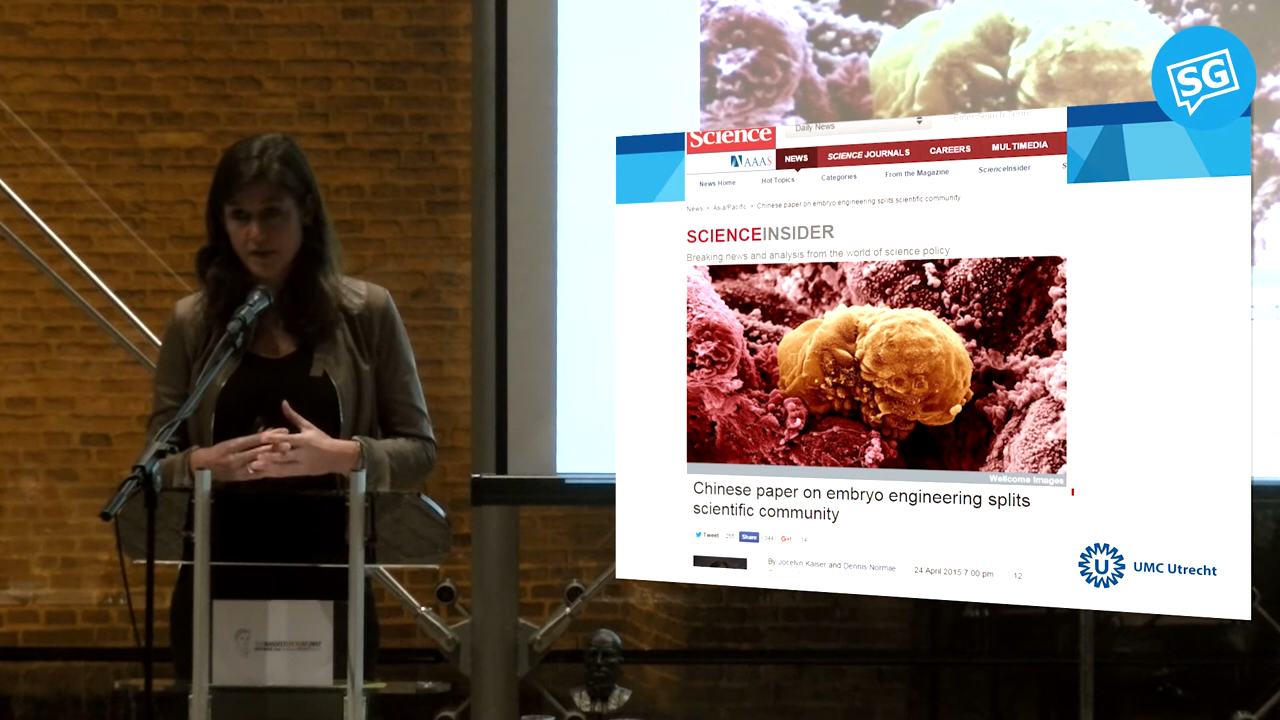 SG
Science
Daily News
AAAS
NEWS
SCIENCE JOURNALS
CAREERS
MULTIMEDIA
News Home
Hot Topics
Categories
From the Magazine
ScienceInsider
News
Asia/Pacific
Chinese paper on embryo engineering splits scientific community
SCIENCEINSIDER
Breaking news and analysis from the world of science policy
Wellcome Images
Chinese paper on embryo engineering splits
scientific community
Tweet
Share
By Jocelyn Kaiser and Dennis Normile
24 April 2015 7:00 pm
12
U UMC Utrecht